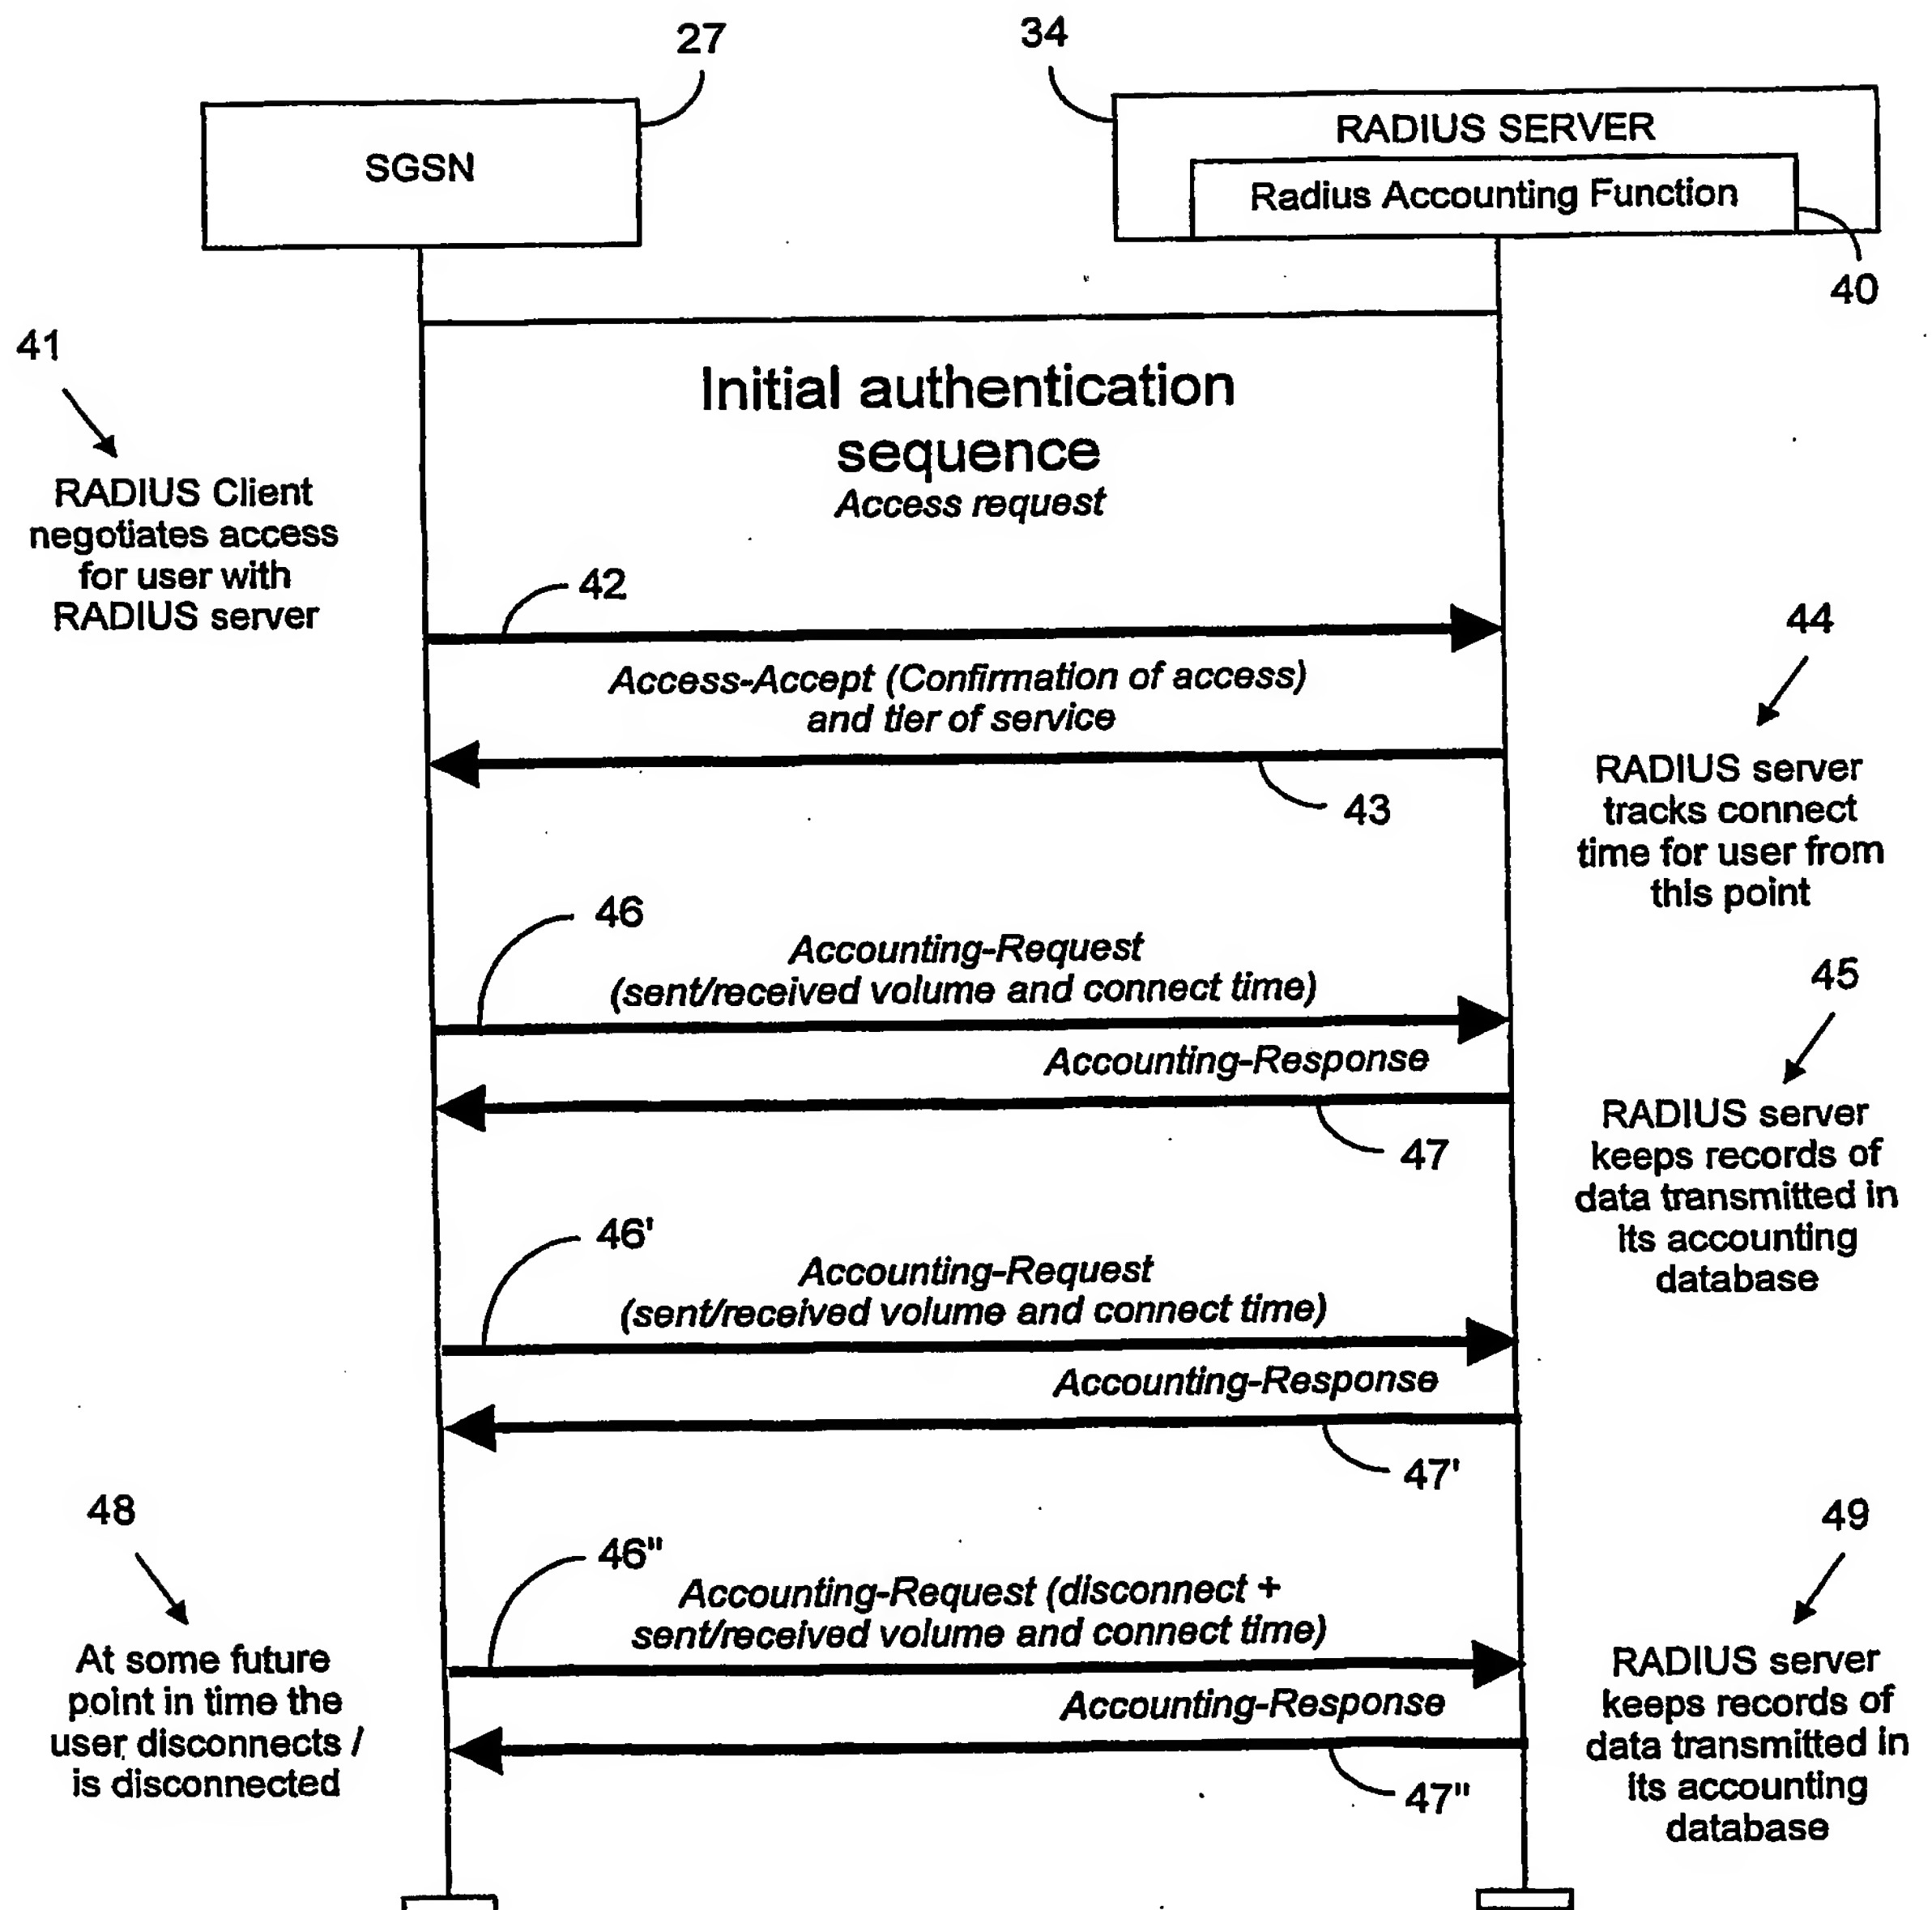 27
34
SGSN
RADIUS SERVER
Radius Accounting Function
40
41
Initial authentication
sequence
Access request
RADIUS Client
negotiates access
for user with
RADIUS server
42
44
Access-Accept (Confirmation of access)
and tier of service
43
RADIUS server
tracks connect
time for user from
this point
46
Accounting-Request
(sent/received volume and connect time)
45
Accounting-Response
47
RADIUS server
keeps records of
data transmitted in
its accounting
database
46'
Accounting-Request
(sent/received volume and connect time)
Accounting-Response
47'
48
49
46"
Accounting-Request (disconnect +
sent/received volume and connect time)
At some future
point in time the
user disconnects /
is disconnected
Accounting-Response
47"
RADIUS server
keeps records of
data transmitted in
its accounting
database